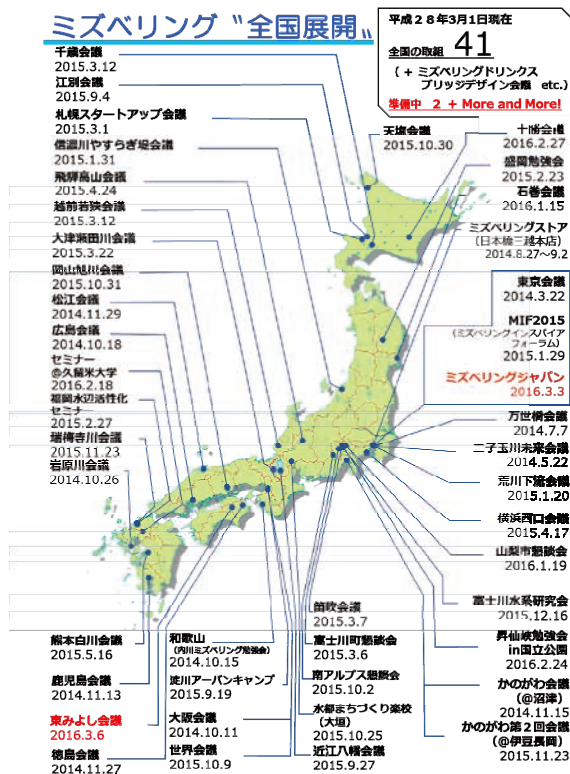 ミズベリング〝全国展開〟
平成２８年3月1日現在
全国の取組 41
（ + ミズベリングドリンクス
ブリッジデザイン会議 etc.）
準備中 2 + More and More!
千歳会議
2015.3.12
江別会議
2015.9.4
札幌スタートアップ会議
2015.3.1
信濃川やすらぎ堤会議
2015.1.31
飛騨高山会議
2015.4.24
越前若狭会議
2015.3.12
大津瀬田川会議
2015.3.22
岡山旭川会議
2015.10.31
松江会議
2014.11.29
広島会議
2014.10.18
セミナー
@久留米大学
2016.2.18
福岡水辺活性化
セミナー
2015.2.27
瑞梅寺川会議
2015.11.23
岩原川会議
2014.10.26
天塩会議
2015.10.30
十勝会議
2016.2.27
盛岡勉強会
2015.2.23
石巻会議
2016.1.15
ミズベリングストア
（日本橋三越本店）
2014.8.27～9.2
東京会議
2014.3.22
MIF2015
（ミズベリングインスパイア
フォーラム）
2015.1.29
ミズベリングジャパン
2016.3.3
万世橋会議
2014.7.7
二子玉川未来会議
2014.5.22
荒川下流会議
2015.1.20
横浜西口会議
2015.4.17
山梨市懇談会
2016.1.19
富士川水系研究会
2015.12.16
昇仙峡勉強会
in国立公園
2016.2.24
かのがわ会議
（@沼津）
2014.11.15
かのがわ第２回会議
（@伊豆長岡）
2015.11.23
笛吹会議
2015.3.7
富士川町懇談会
2015.3.6
南アルプス懇談会
2015.10.2
水都まちづくり楽校
（大垣）
2015.10.25
近江八幡会議
2015.9.27
和歌山
（内川ミズベリング勉強会）
2014.10.15
淀川アーバンキャンプ
2015.9.19
大阪会議
2014.10.11
世界会議
2015.10.9
熊本白川会議
2015.5.16
鹿児島会議
2014.11.13
東みよし会議
2016.3.6
徳島会議
2014.11.27